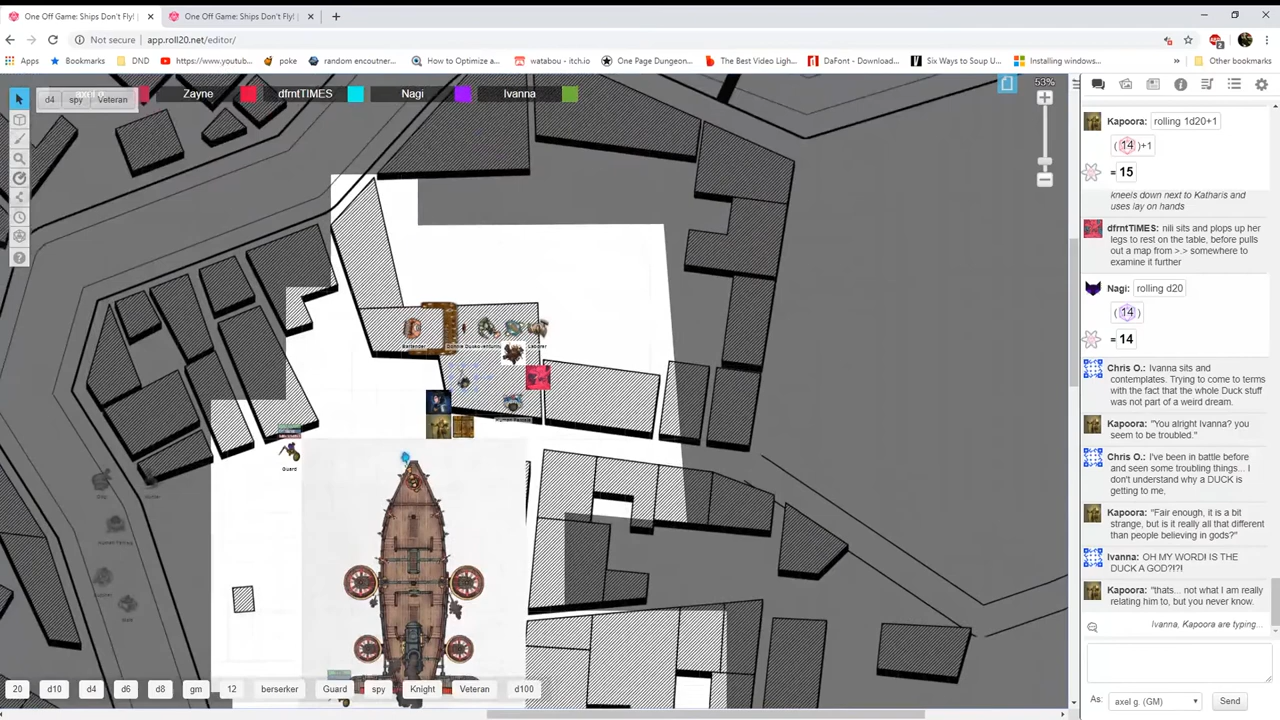 One Off Game: Ships Don't Fly! |
One Off Game: Ships Don't Fly! |
Not secure | app.roll20.net/editor/
Apps Bookmarks DND https://www.youtub... poke random encoutner... How to Optimize a... watabou - itch.io One Page Dungeon... The Best Video Ligh... DaFont - Downloa... Six Ways to Soup U... Installing windows... » Other bookmarks
d4 spy Veteran
Zayne dfrntTIMES Nagi Ivanna
53%
Guard
20 d10 d4 d6 d8 gm 12 berserker Guard spy Knight Veteran d100
Kapoora: rolling 1d20+1
(14)+1
= 15
kneels down next to Katharis and
uses lay on hands
dfrntTIMES: nili sits and plops up her
legs to rest on the table, before pulls
out a map from >.> somewhere to
examine it further
Nagi: rolling d20
(14)
= 14
Chris O.: Ivanna sits and
contemplates. Trying to come to terms
with the fact that the whole Duck stuff
was not part of a weird dream.
Kapoora: "You alright Ivanna? you
seem to be troubled."
Chris O.: I've been in battle before
and seen some troubling things... I
don't understand why a DUCK is
getting to me,
Kapoora: "Fair enough, it is a bit
strange, but is it really all that different
than people believing in gods?"
Ivanna: OH MY WORD! IS THE
DUCK A GOD?!?!
Kapoora: "thats... not what I am really
relating him to, but you never know.
Ivanna, Kapoora are typing...
As: axel g. (GM) Send